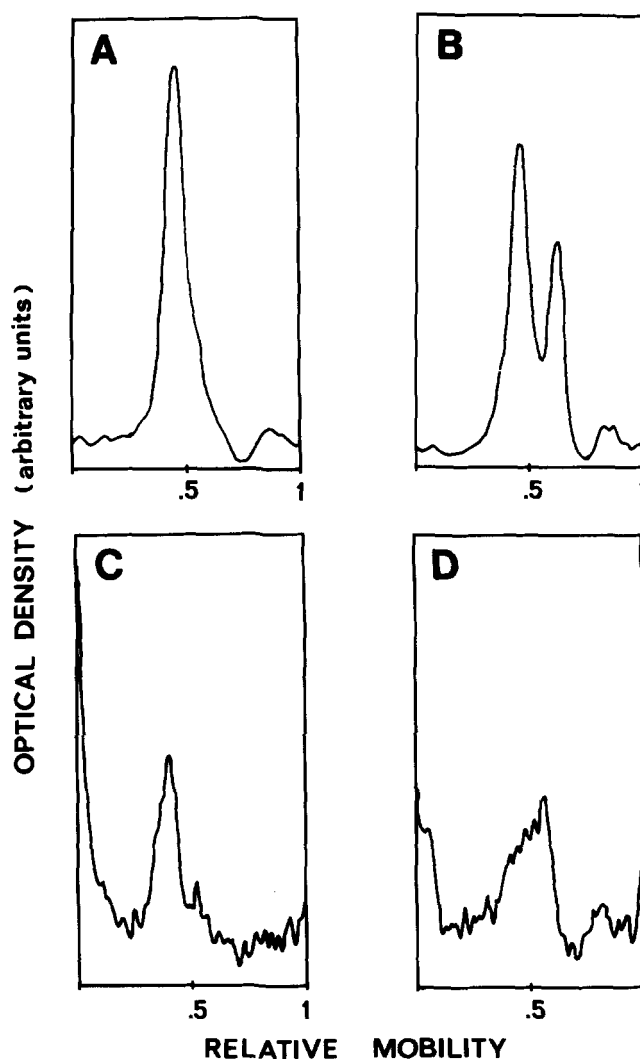 A
B
.5 1
.5
C
D
.5 1
.5
OPTICAL DENSITY (arbitrary units)
RELATIVE MOBILITY